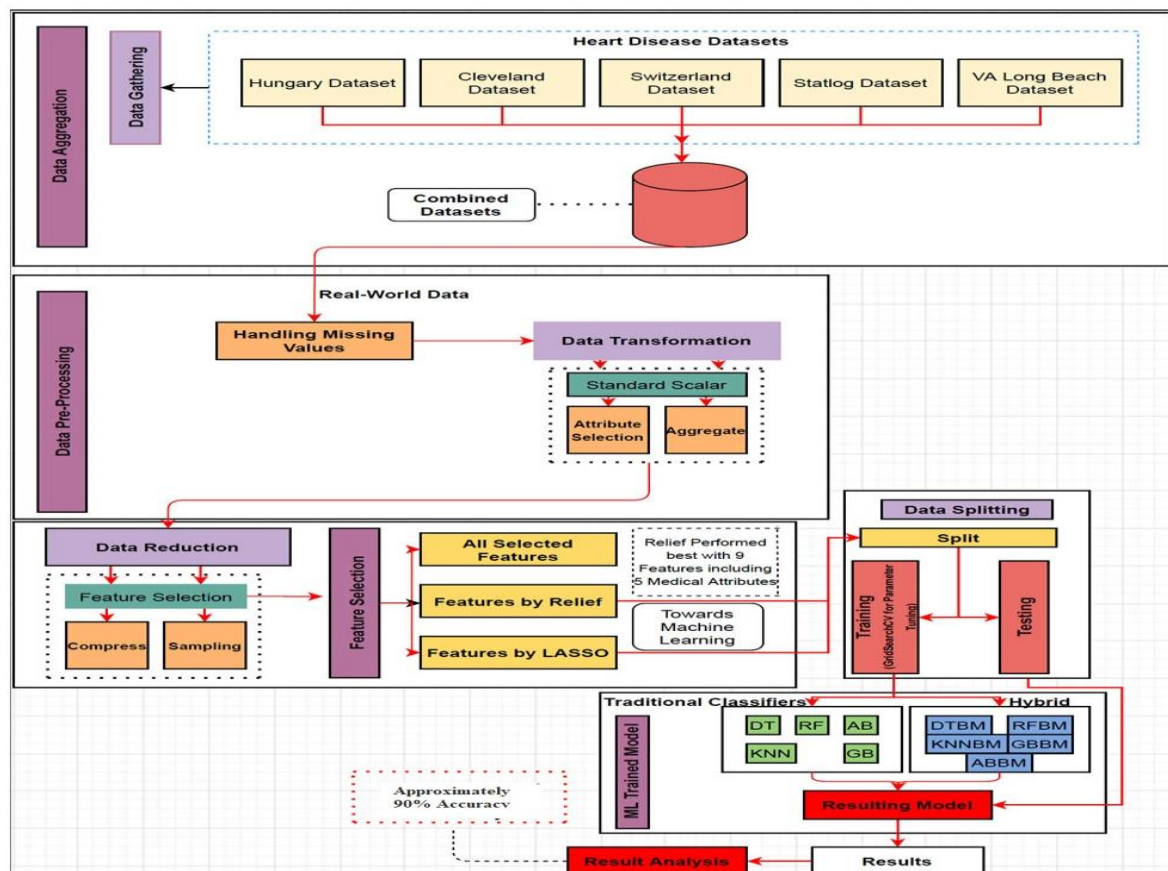 Heart Disease Datasets
Data Aggregation
Data Gathering
Hungary Dataset
Cleveland
Dataset
Switzerland
Dataset
Statlog Dataset
VA Long Beach
Dataset
Combined
Datasets
Data Pre-Processing
Real-World Data
Handling Missing
Values
Data Transformation
Standard Scalar
Attribute
Selection
Aggregate
Data Reduction
Feature Selection
Compress
Sampling
Feature Selection
All Selected
Features
Features by Relief
Features by LASSO
Relief Performed
best with 9
Features including
5 Medical Attributes
Towards
Machine
Learning
Data Splitting
Split
Training
(GridSearchCV for Parameter
Tuning)
Testing
Traditional Classifiers
Hybrid
ML Trained Model
DT
RF
AB
KNN
GB
DTBM
RFBM
KNNBM
GBBM
ABBM
Resulting Model
Results
Result Analysis
Approximately
90% Accuracy